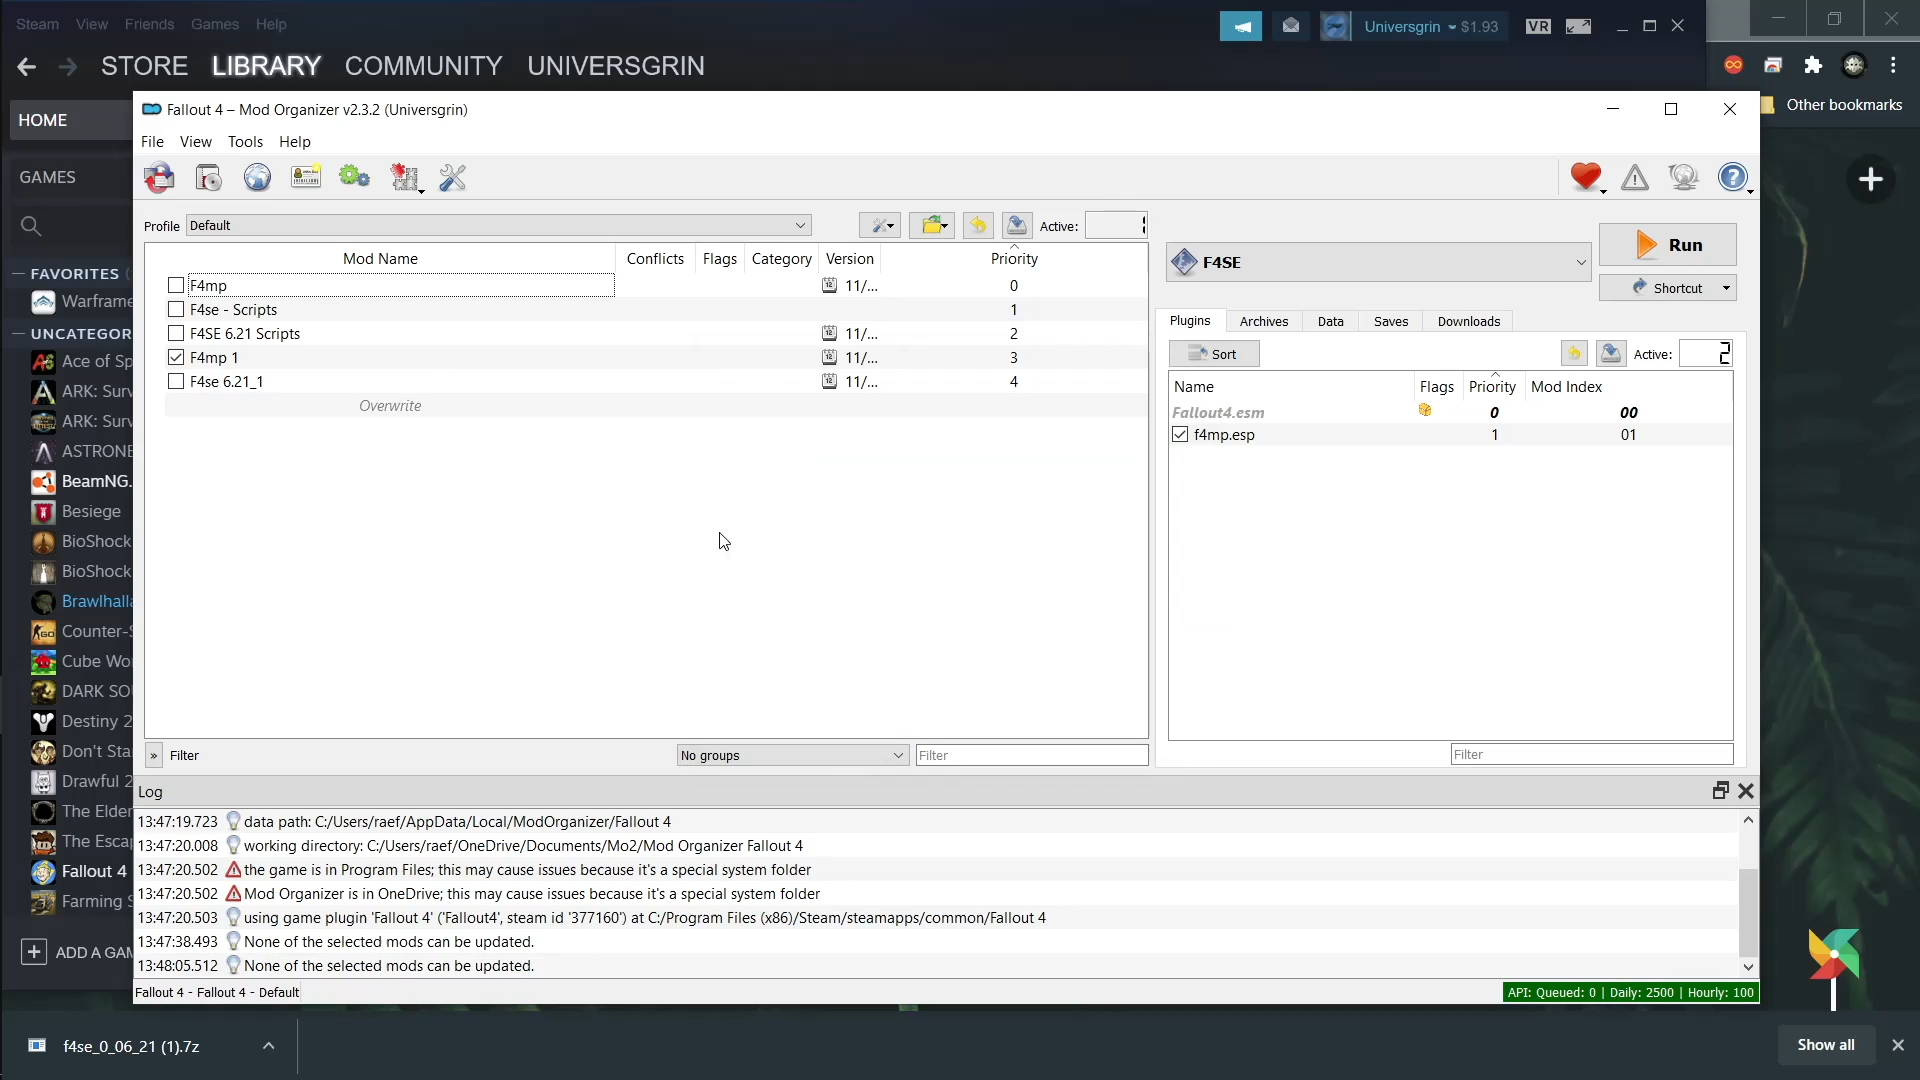 Steam View Friends Games Help
Universgrin $1.93 VR
STORE LIBRARY COMMUNITY UNIVERSGRIN
Other bookmarks
HOME
GAMES
FAVORITES (
Warframe
UNCATEGOR
Ace of Sp
ARK: Surv
ARK: Surv
ASTRONE
BeamNG.
Besiege
BioShock
BioShock
Brawlhalla
Counter-S
Cube Wo
DARK SO
Destiny 2
Don't Sta
Drawful 2
The Elder
The Escap
Fallout 4
Farming S
ADD A GAM
Fallout 4 – Mod Organizer v2.3.2 (Universgrin)
File View Tools Help
Profile Default Active:
Mod Name Conflicts Flags Category Version Priority
F4mp 11/... 0
F4se - Scripts 1
F4SE 6.21 Scripts 11/... 2
F4mp 1 11/... 3
F4se 6.21_1 11/... 4
Overwrite
» Filter No groups Filter
F4SE Run
Shortcut
Plugins Archives Data Saves Downloads
Sort Active: 2
Name Flags Priority Mod Index
Fallout4.esm 0 00
f4mp.esp 1 01
Filter
Log
13:47:19.723 data path: C:/Users/raef/AppData/Local/ModOrganizer/Fallout 4
13:47:20.008 working directory: C:/Users/raef/OneDrive/Documents/Mo2/Mod Organizer Fallout 4
13:47:20.502 the game is in Program Files; this may cause issues because it's a special system folder
13:47:20.502 Mod Organizer is in OneDrive; this may cause issues because it's a special system folder
13:47:20.503 using game plugin 'Fallout 4' ('Fallout4', steam id '377160') at C:/Program Files (x86)/Steam/steamapps/common/Fallout 4
13:47:38.493 None of the selected mods can be updated.
13:48:05.512 None of the selected mods can be updated.
Fallout 4 - Fallout 4 - Default API: Queued: 0 | Daily: 2500 | Hourly: 100
f4se_0_06_21 (1).7z Show all